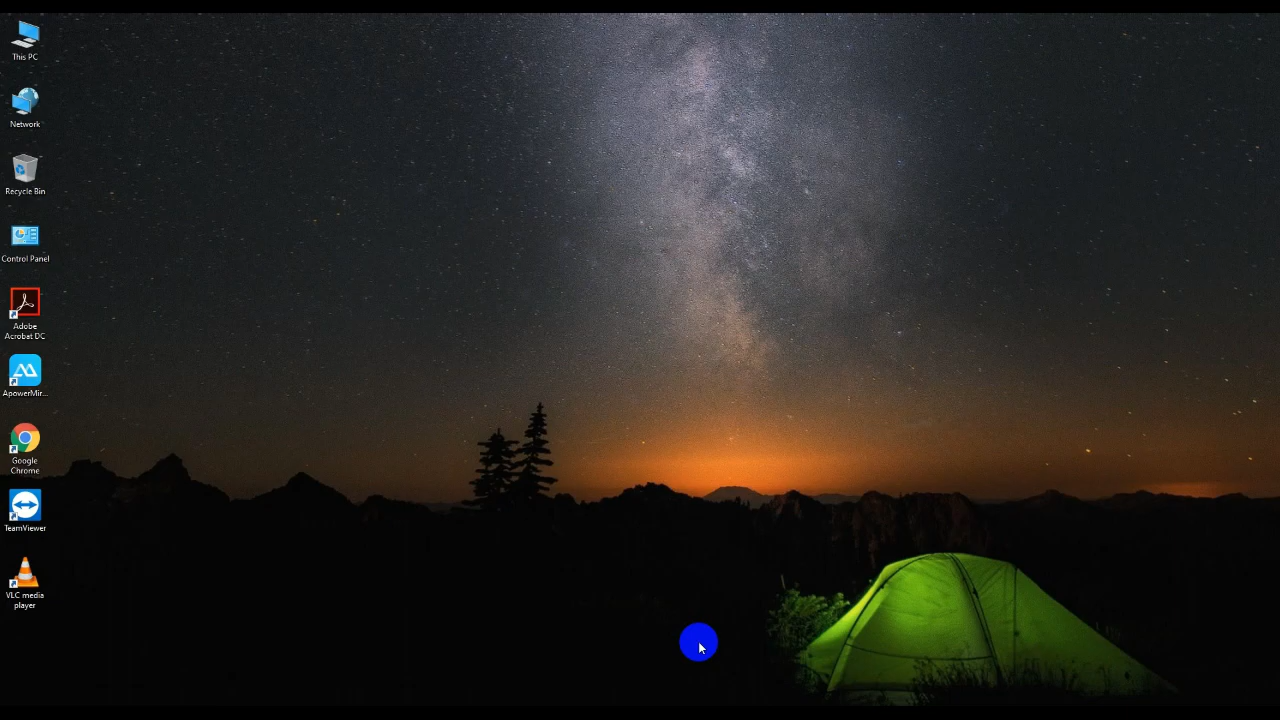 This PC
Network
Recycle Bin
Control Panel
Adobe
Acrobat DC
ApowerMir...
Google
Chrome
TeamViewer
VLC media
player